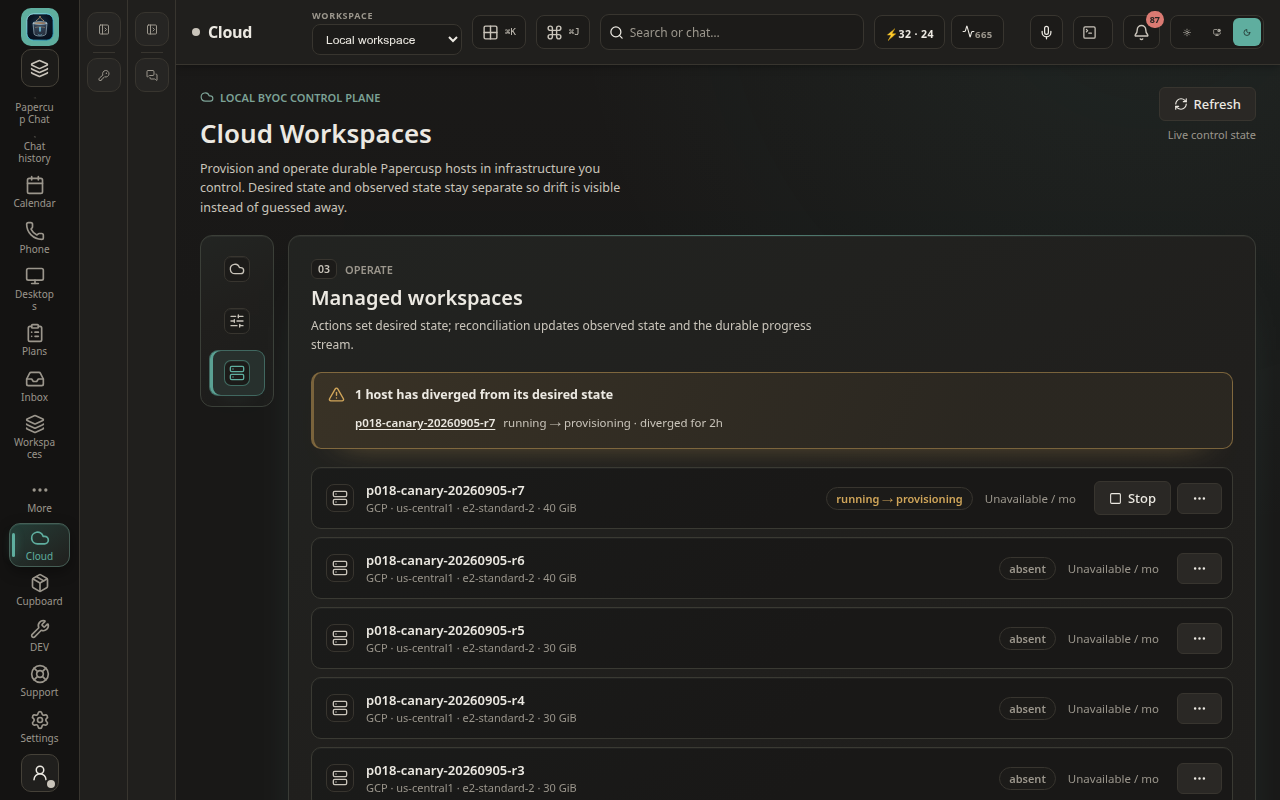 Papercu
p Chat
Chat
history
Calendar
Phone
Desktop
s
Plans
Inbox
Workspa
ces
More
Cloud
Cupboard
DEV
Support
Settings
Cloud
WORKSPACE
Local workspace
⌘K
⌘J
Search or chat...
⚡32 · 24
665
87
LOCAL BYOC CONTROL PLANE
Cloud Workspaces
Provision and operate durable Papercusp hosts in infrastructure you
control. Desired state and observed state stay separate so drift is visible
instead of guessed away.
Refresh
Live control state
03 OPERATE
Managed workspaces
Actions set desired state; reconciliation updates observed state and the durable progress
stream.
1 host has diverged from its desired state
p018-canary-20260905-r7 running → provisioning · diverged for 2h
p018-canary-20260905-r7
GCP · us-central1 · e2-standard-2 · 40 GiB
running → provisioning
Unavailable / mo
Stop
p018-canary-20260905-r6
GCP · us-central1 · e2-standard-2 · 40 GiB
absent
Unavailable / mo
p018-canary-20260905-r5
GCP · us-central1 · e2-standard-2 · 30 GiB
absent
Unavailable / mo
p018-canary-20260905-r4
GCP · us-central1 · e2-standard-2 · 30 GiB
absent
Unavailable / mo
p018-canary-20260905-r3
GCP · us-central1 · e2-standard-2 · 30 GiB
absent
Unavailable / mo